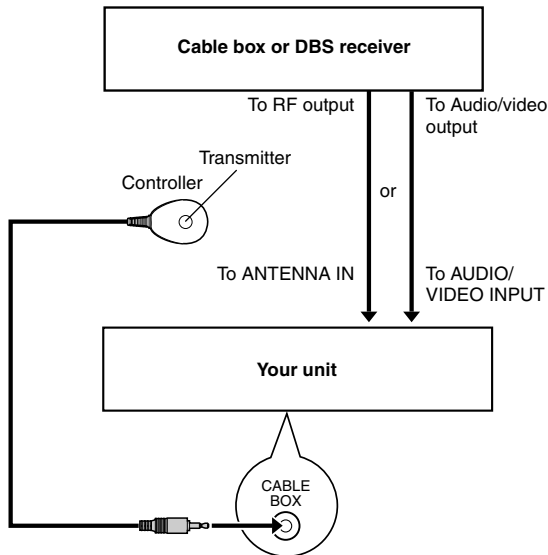 Cable box or DBS receiver
To RF output
To Audio/video
output
Transmitter
Controller
or
To ANTENNA IN
To AUDIO/
VIDEO INPUT
Your unit
CABLE
BOX